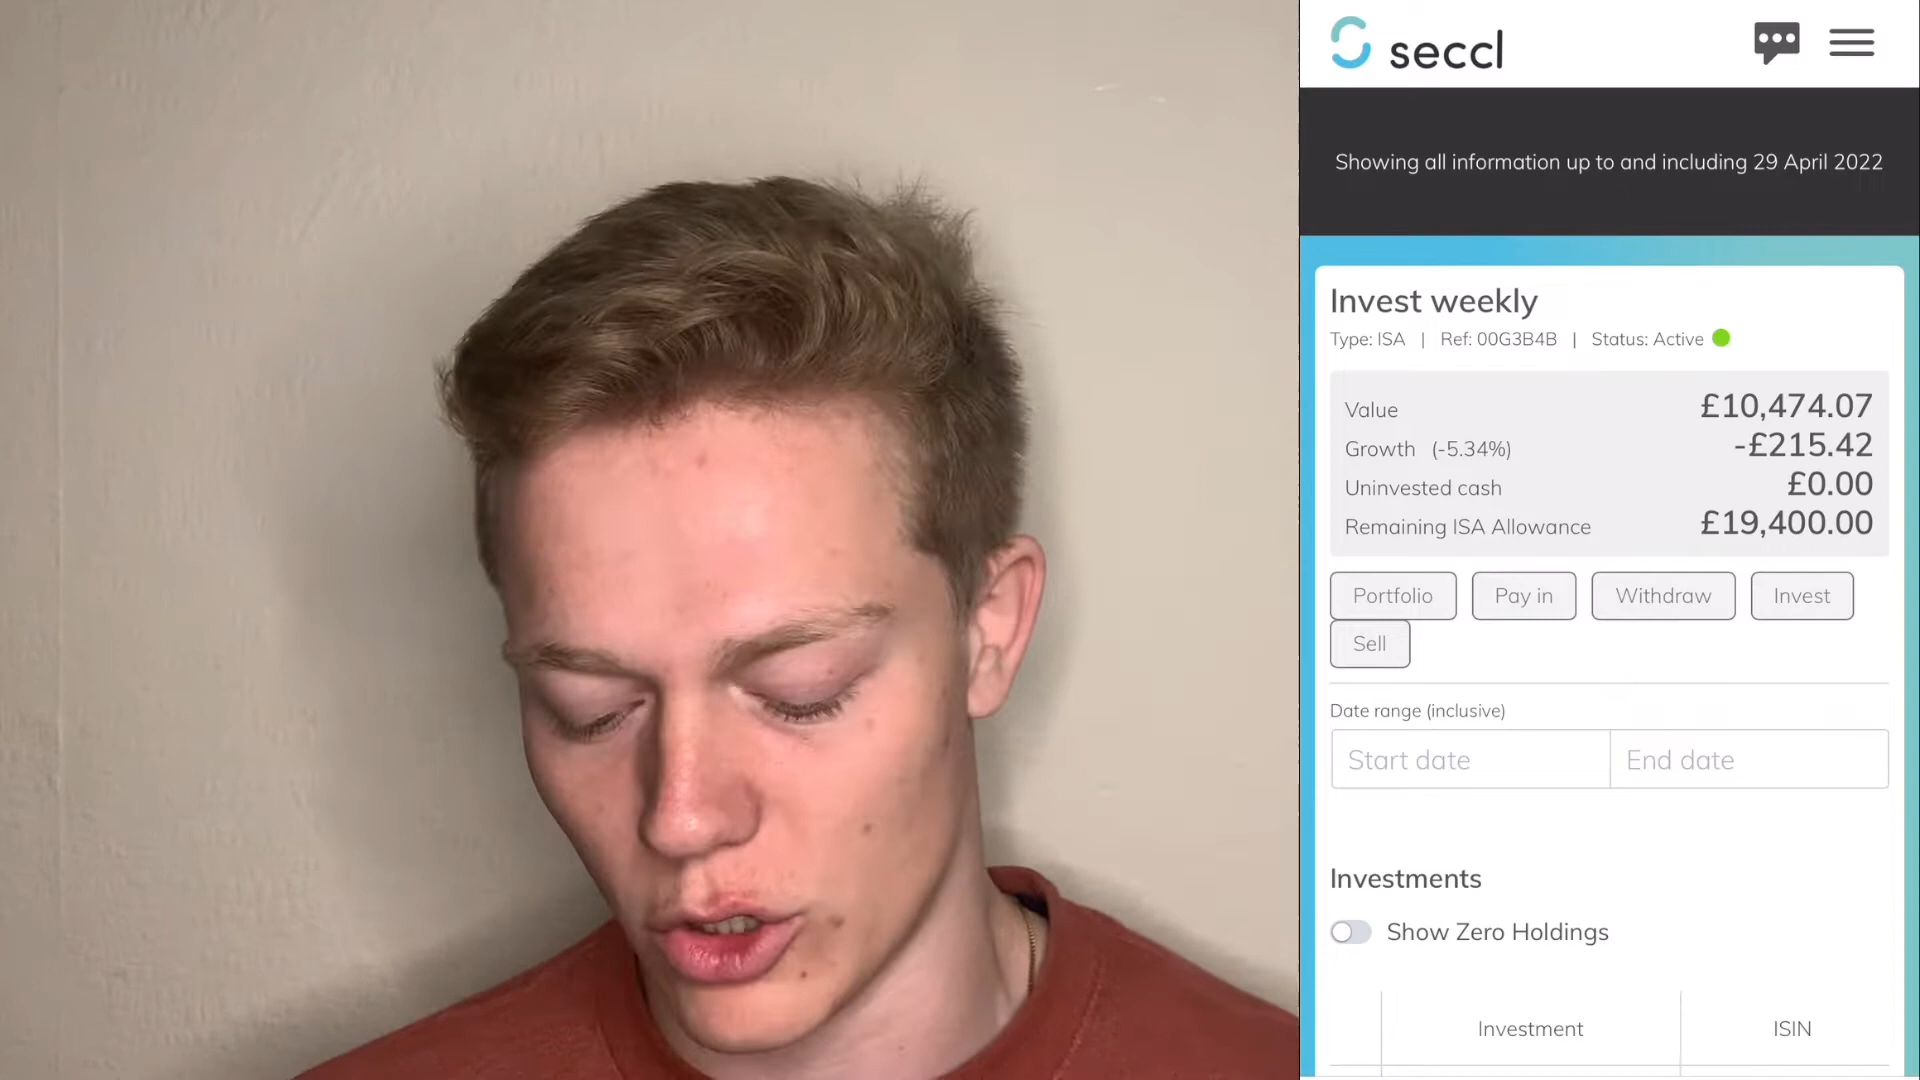 seccl
Showing all information up to and including 29 April 2022
Invest weekly
Type: ISA | Ref: 00G3B4B | Status: Active
Value £10,474.07
Growth (-5.34%) -£215.42
Uninvested cash £0.00
Remaining ISA Allowance £19,400.00
Portfolio Pay in Withdraw Invest
Sell
Date range (inclusive)
Start date End date
Investments
Show Zero Holdings
Investment ISIN